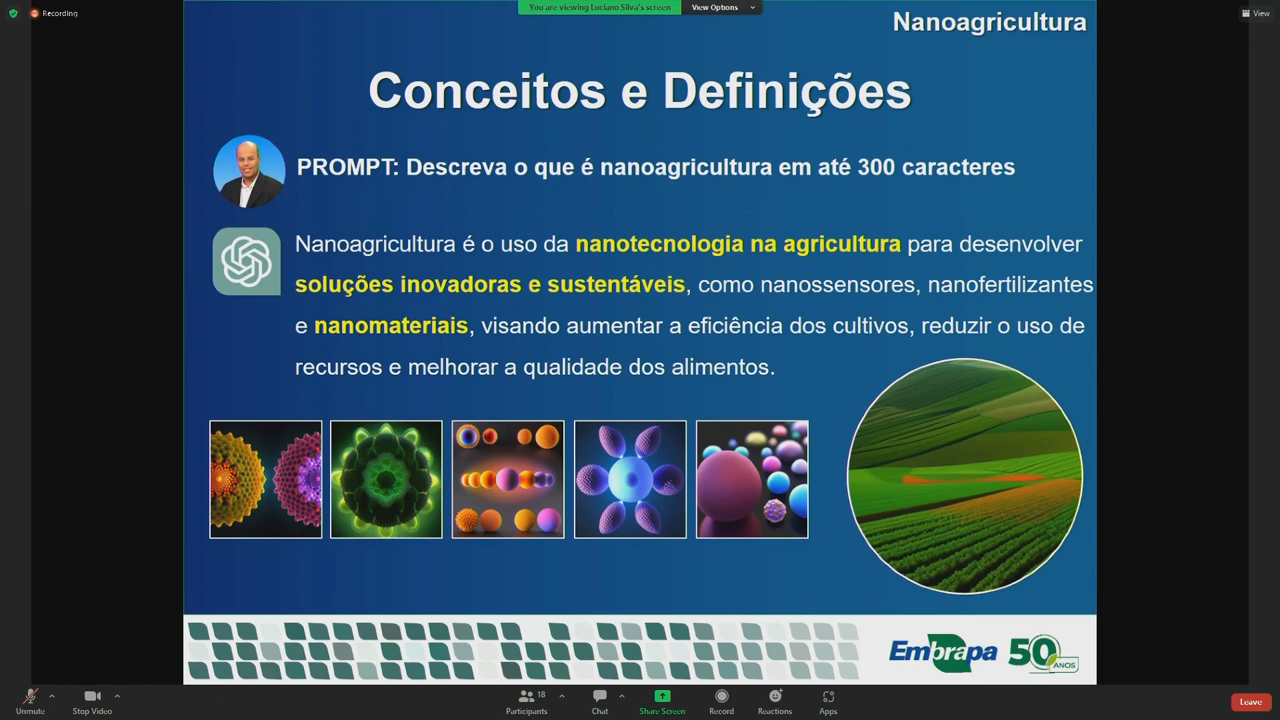 Recording
You are viewing Luciano Silva's screen
View Options
View
Nanoagricultura
Conceitos e Definições
PROMPT: Descreva o que é nanoagricultura em até 300 caracteres
Nanoagricultura é o uso da nanotecnologia na agricultura para desenvolver
soluções inovadoras e sustentáveis, como nanossensores, nanofertilizantes
e nanomateriais, visando aumentar a eficiência dos cultivos, reduzir o uso de
recursos e melhorar a qualidade dos alimentos.
Embrapa 50 ANOS
Unmute
Stop Video
Participants 18
Chat
Share Screen
Record
Reactions
Apps
Leave